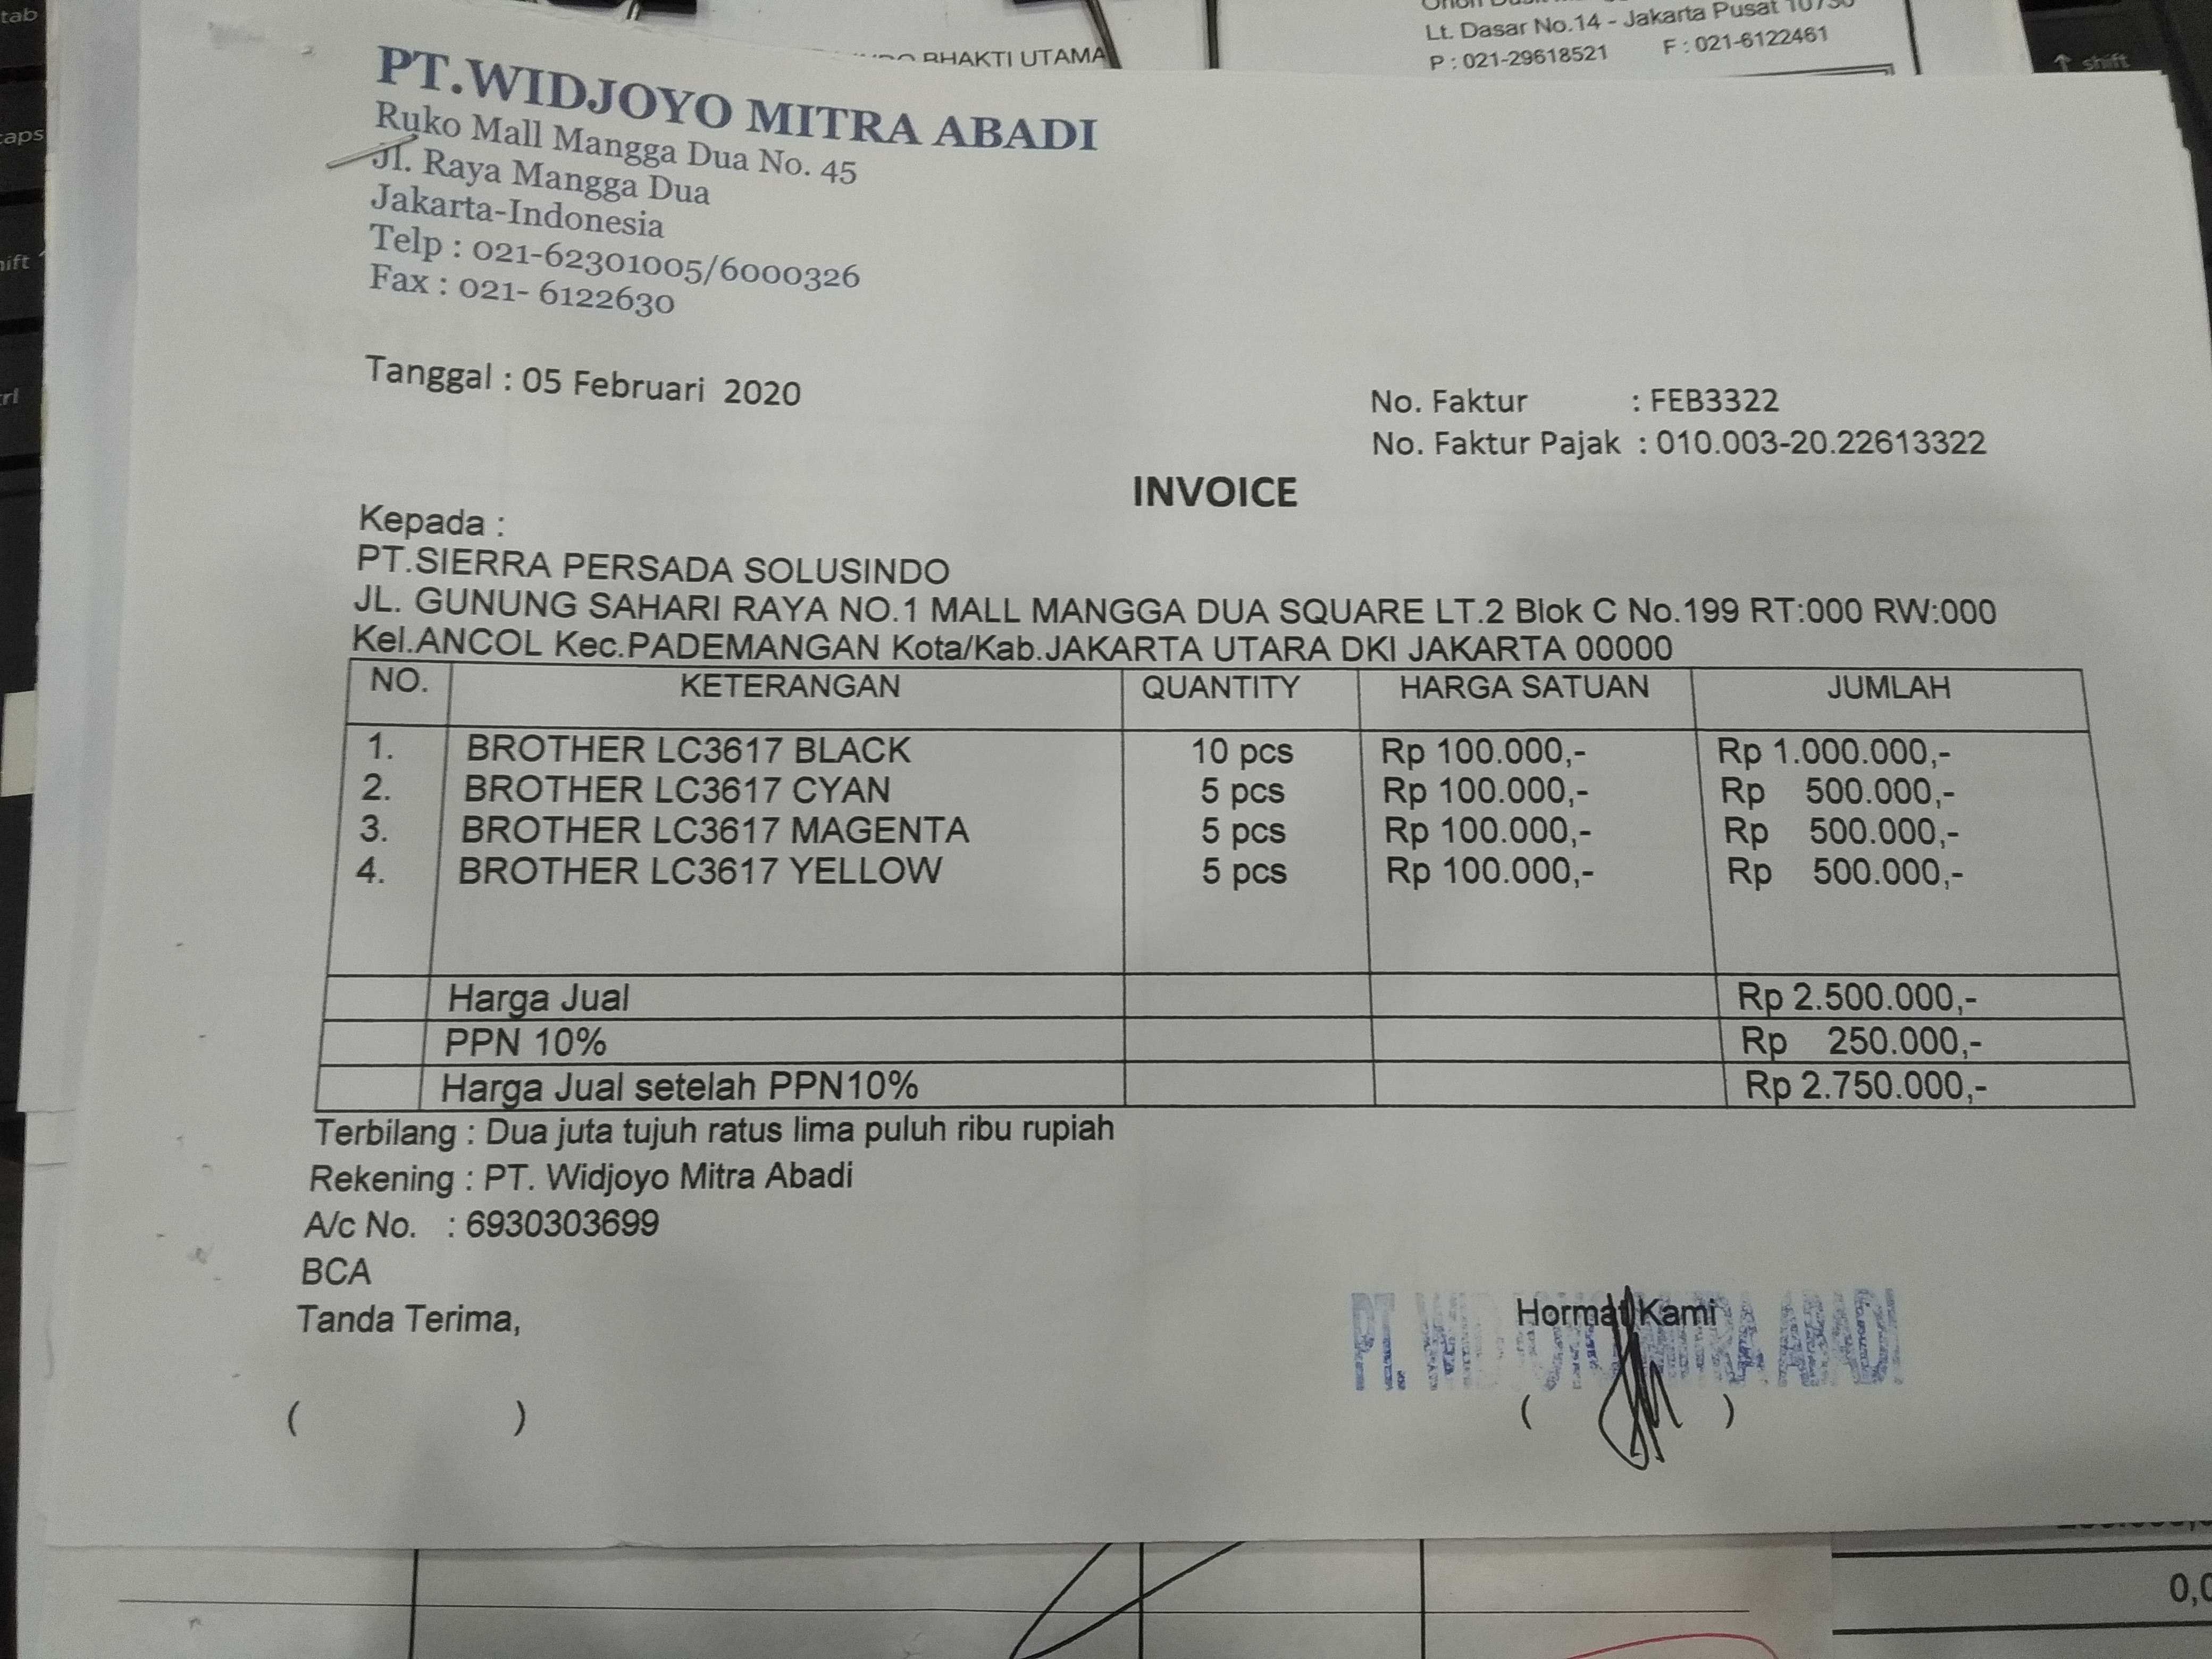 tab
caps
shift
BHAKTI UTAMA
Lt. Dasar No.14 - Jakarta Pusat 10730
P : 021-29618521 F : 021-6122461
PT.WIDJOYO MITRA ABADI
Ruko Mall Mangga Dua No. 45
Jl. Raya Mangga Dua
Jakarta-Indonesia
Telp : 021-62301005/6000326
Fax : 021- 6122630
Tanggal : 05 Februari 2020
No. Faktur : FEB3322
No. Faktur Pajak : 010.003-20.22613322
INVOICE
Kepada :
PT.SIERRA PERSADA SOLUSINDO
JL. GUNUNG SAHARI RAYA NO.1 MALL MANGGA DUA SQUARE LT.2 Blok C No.199 RT:000 RW:000
Kel.ANCOL Kec.PADEMANGAN Kota/Kab.JAKARTA UTARA DKI JAKARTA 00000
NO. KETERANGAN QUANTITY HARGA SATUAN JUMLAH
1. BROTHER LC3617 BLACK 10 pcs Rp 100.000,- Rp 1.000.000,-
2. BROTHER LC3617 CYAN 5 pcs Rp 100.000,- Rp 500.000,-
3. BROTHER LC3617 MAGENTA 5 pcs Rp 100.000,- Rp 500.000,-
4. BROTHER LC3617 YELLOW 5 pcs Rp 100.000,- Rp 500.000,-
Harga Jual Rp 2.500.000,-
PPN 10% Rp 250.000,-
Harga Jual setelah PPN10% Rp 2.750.000,-
Terbilang : Dua juta tujuh ratus lima puluh ribu rupiah
Rekening : PT. Widjoyo Mitra Abadi
A/c No. : 6930303699
BCA
Tanda Terima,
Hormat Kami
PT. WIDJOYO MITRA ABADI
( )
( )